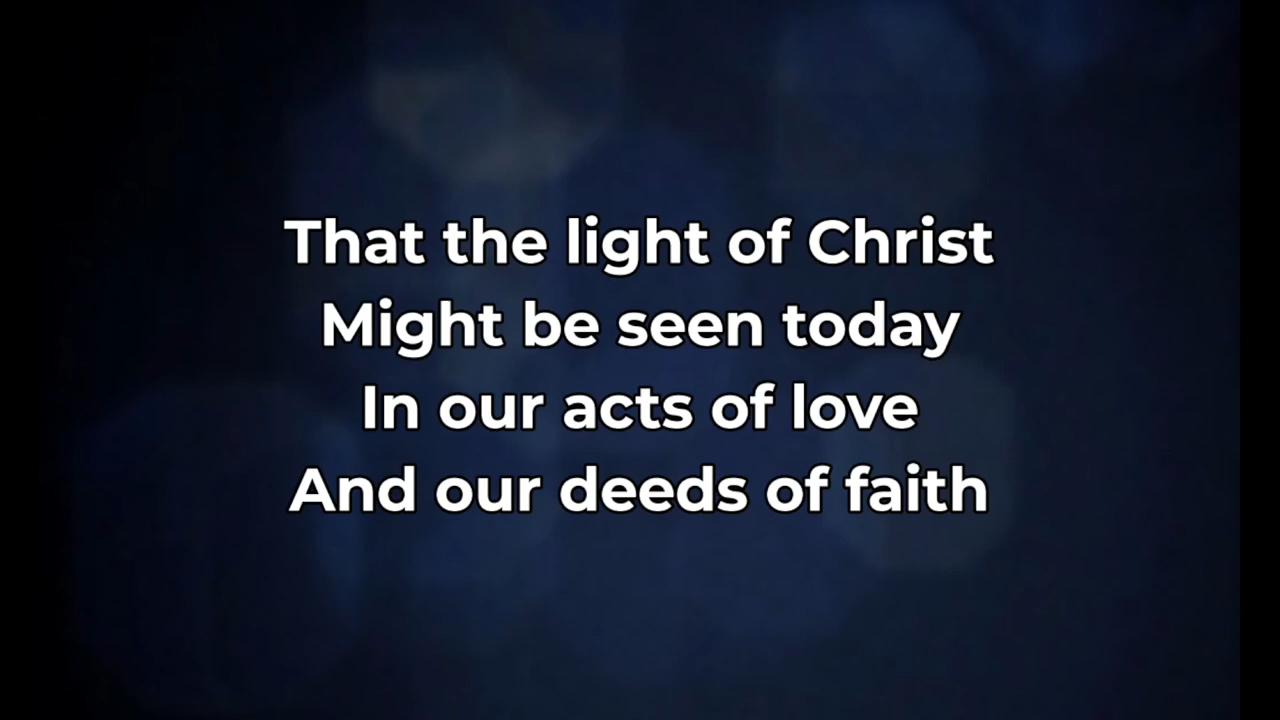 That the light of Christ
Might be seen today
In our acts of love
And our deeds of faith